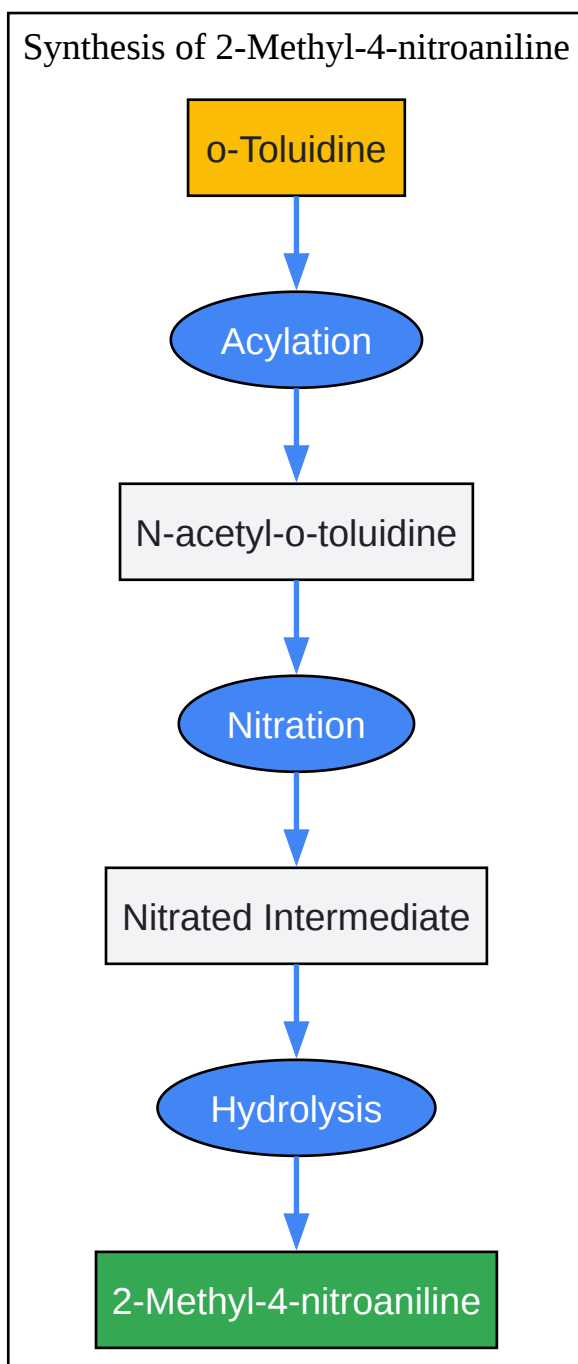 Synthesis of 2-Methyl-4-nitroaniline
o-Toluidine
Acylation
N-acetyl-o-toluidine
Nitration
Nitrated Intermediate
Hydrolysis
2-Methyl-4-nitroaniline